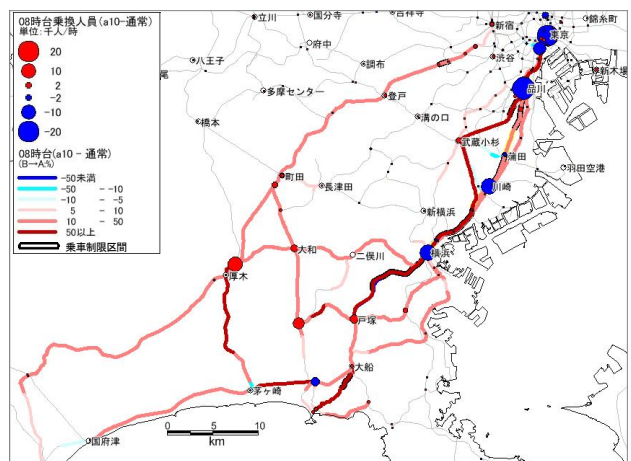 08時台乗換人員(a10-通常)
単位:千人/時
20
10
2
-2
-10
-20
08時台(a10-通常)
(B→A,%)
-50未満
-50 - -10
-10 - -5
5 - 10
10 - 50
50以上
乗車制限区間
立川
国分寺
吉祥寺
新宿
錦糸町
東京
八王子
府中
調布
渋谷
新木場
尾
多摩センター
登戸
品川
橋本
溝の口
武蔵小杉
蒲田
羽田空港
町田
長津田
川崎
新横浜
大和
二俣川
横浜
厚木
戸塚
大船
茅ヶ崎
国府津
0 5 10
km